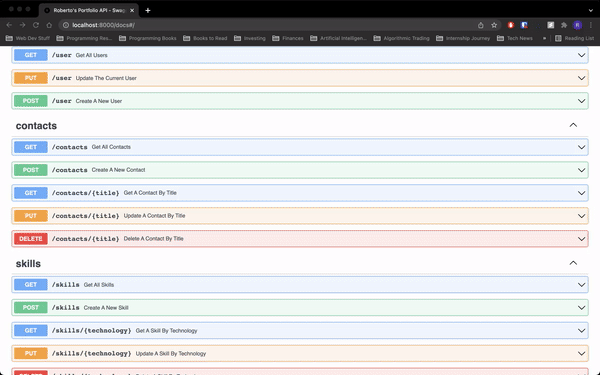 Roberto's Portfolio API - Swag
localhost:8000/docs#/
Web Dev Stuff Programming Res... Programming Books Books to Read Investing Finances Artificial Intelligen... Algorithmic Trading Internship Journey Tech News » Reading List
GET /user Get All Users
PUT /user Update The Current User
POST /user Create A New User
contacts
GET /contacts Get All Contacts
POST /contacts Create A New Contact
GET /contacts/{title} Get A Contact By Title
PUT /contacts/{title} Update A Contact By Title
DELETE /contacts/{title} Delete A Contact By Title
skills
GET /skills Get All Skills
POST /skills Create A New Skill
GET /skills/{technology} Get A Skill By Technology
PUT /skills/{technology} Update A Skill By Technology